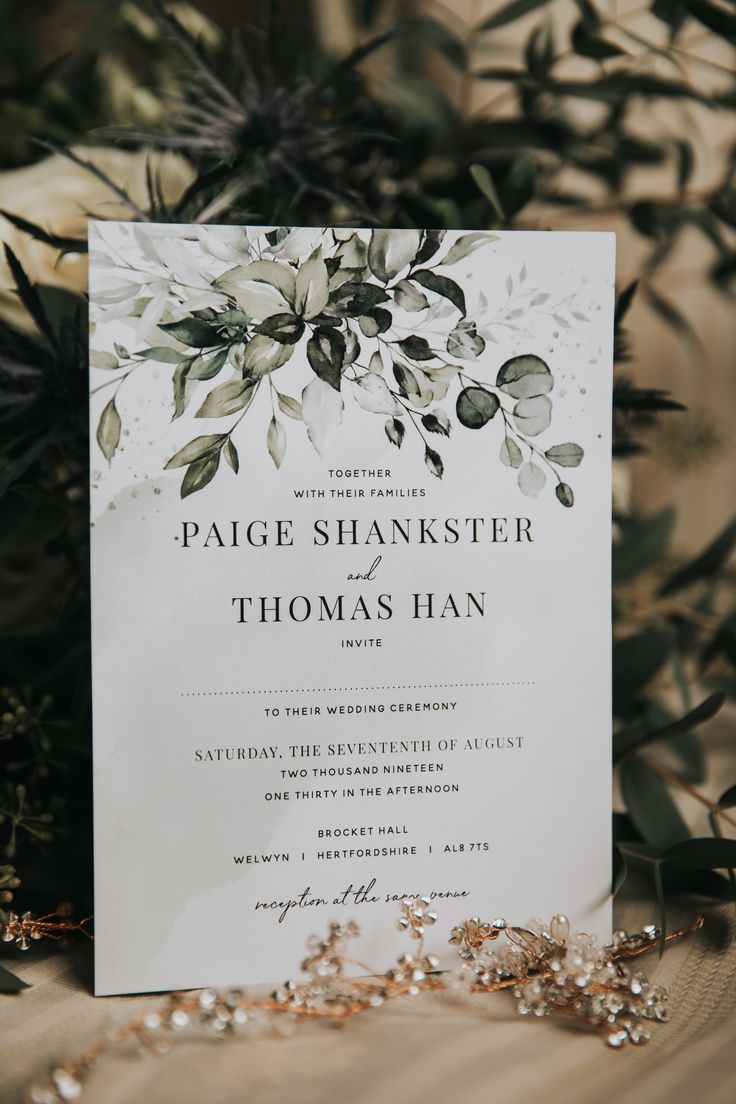 TOGETHER
WITH THEIR FAMILIES
PAIGE SHANKSTER
and
THOMAS HAN
INVITE
TO THEIR WEDDING CEREMONY
SATURDAY, THE SEVENTENTH OF AUGUST
TWO THOUSAND NINETEEN
ONE THIRTY IN THE AFTERNOON
BROCKET HALL
WELWYN | HERTFORDSHIRE | AL8 7TS
reception at the same venue